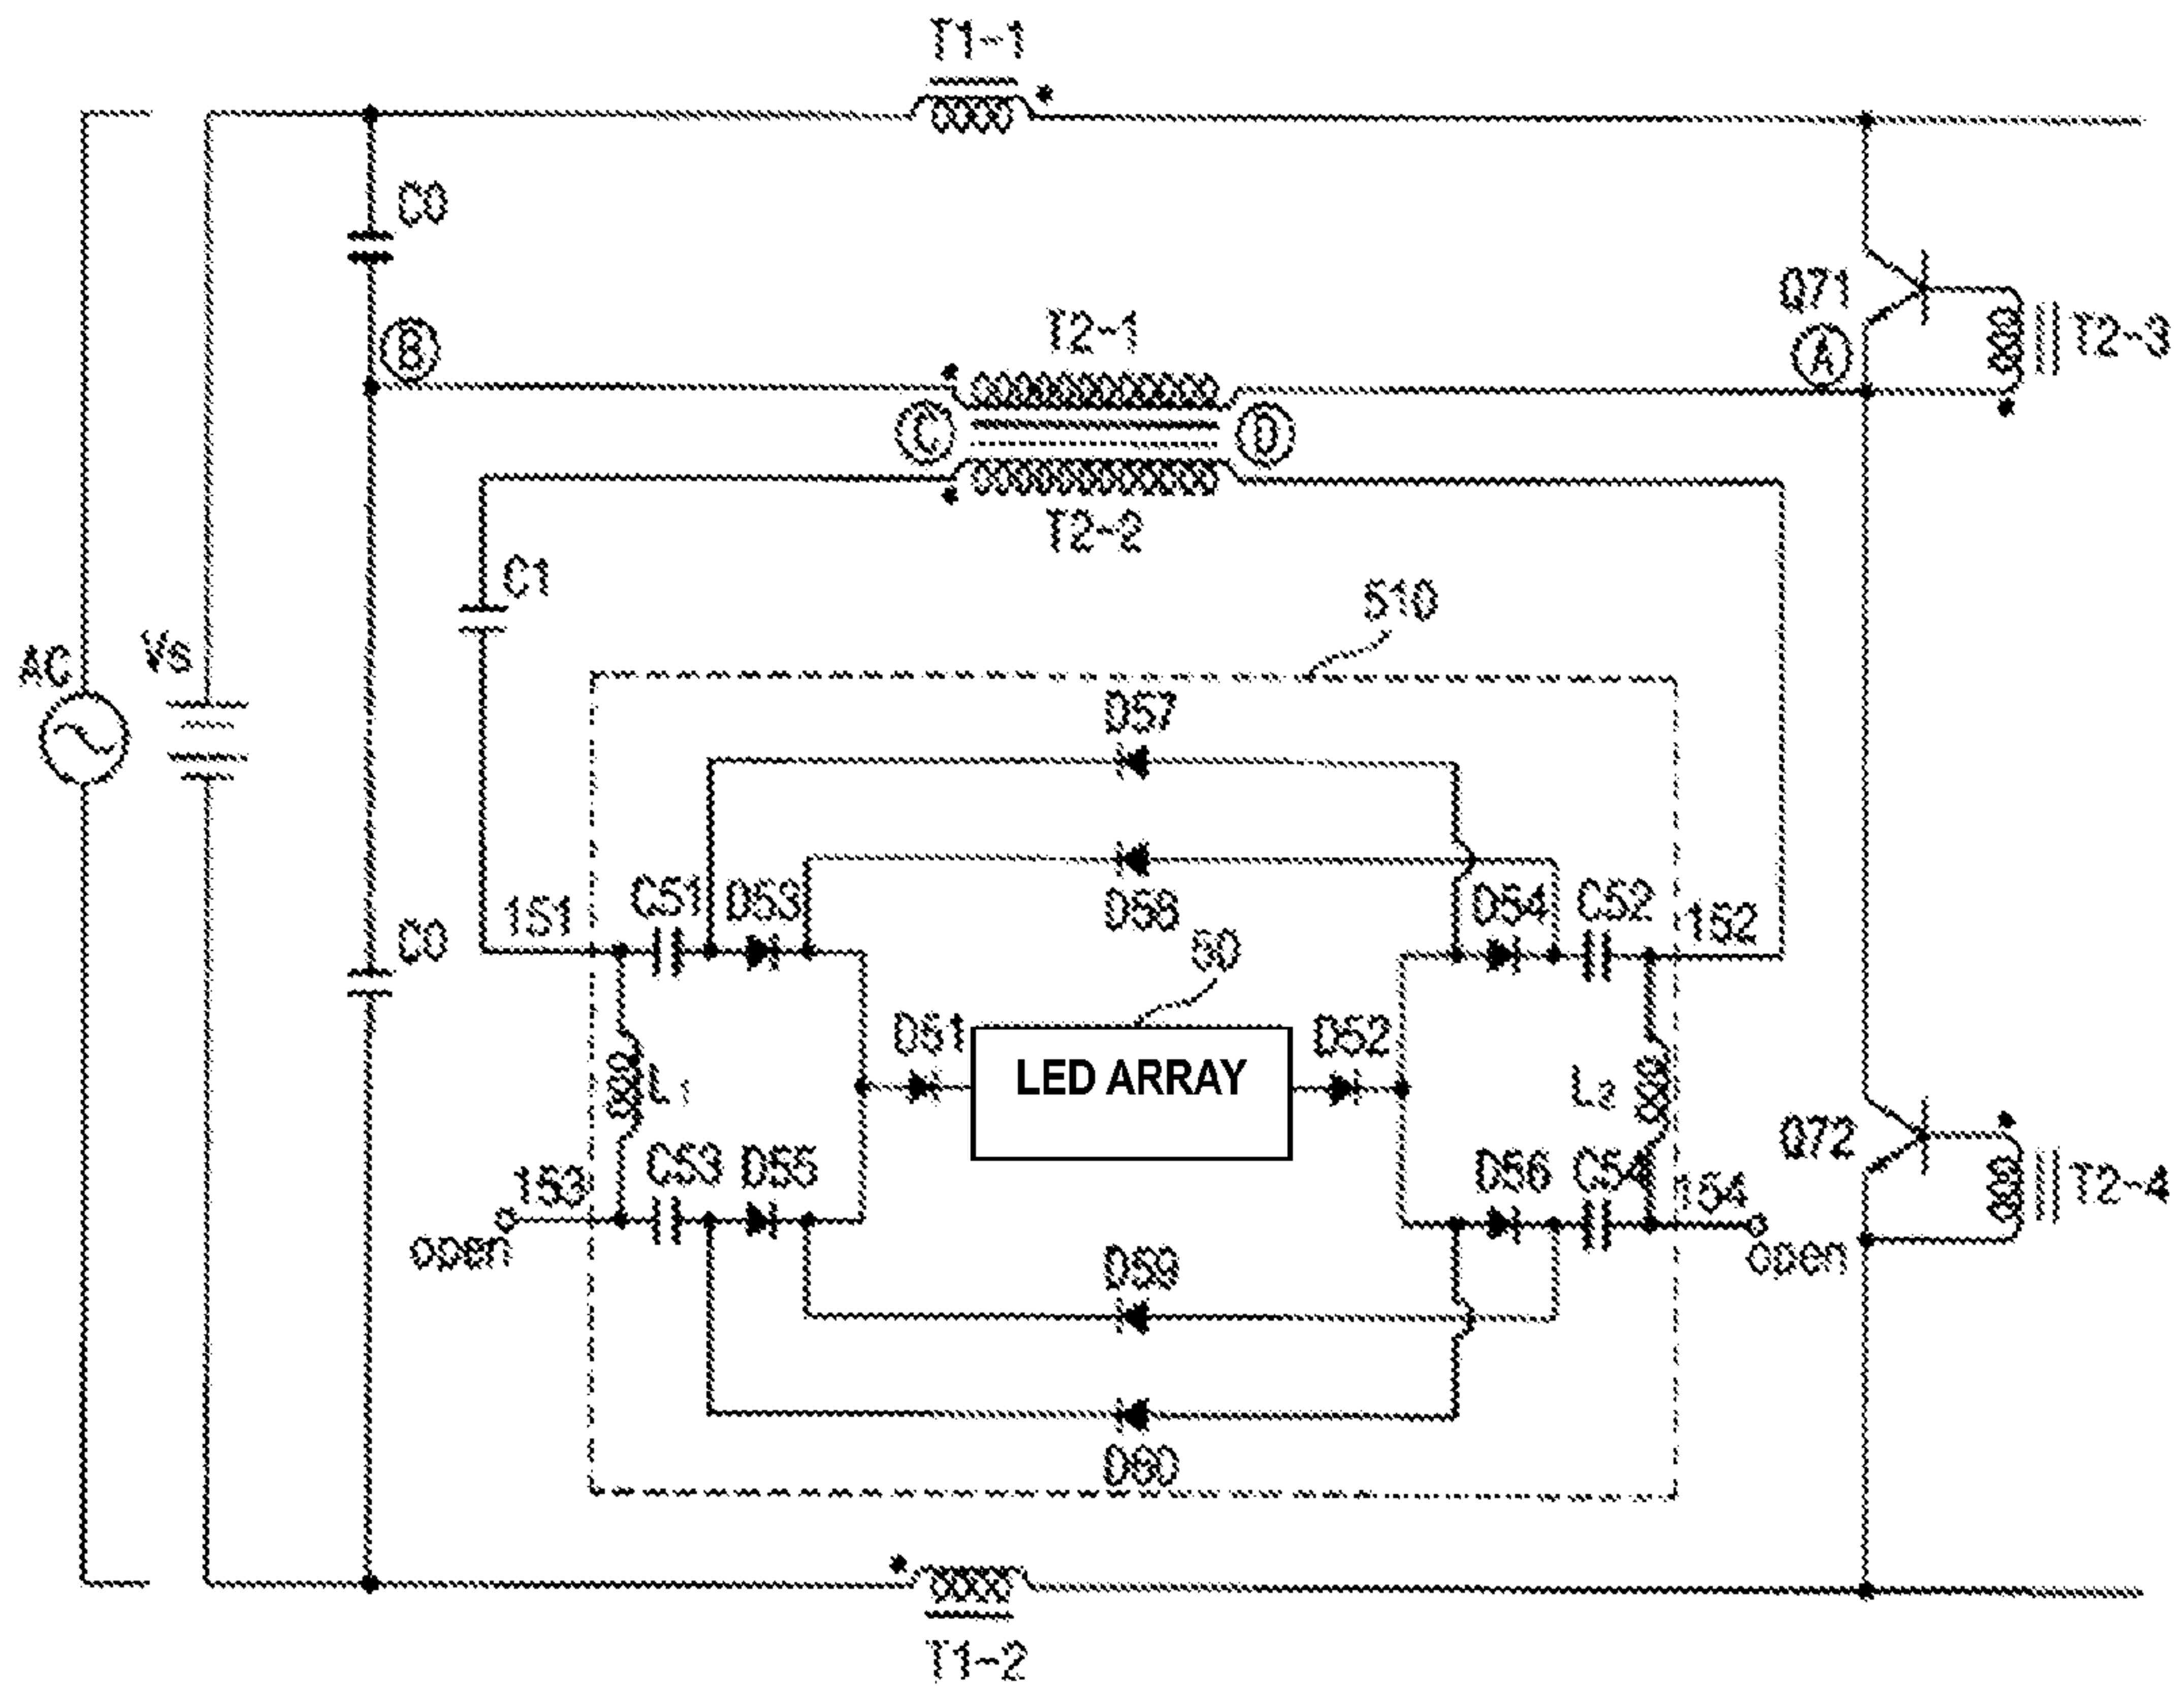 T1-1
C0
Q71
T2-3
B
T2-1
A
C
D
T2-2
C1
510
AC
Vs
D57
C51
D53
D58
D54
C52
151
152
C0
50
D51
LED ARRAY
D52
L1
L2
153
C53
D55
D56
C54
154
Q72
T2-4
open
open
D59
D60
T1-2